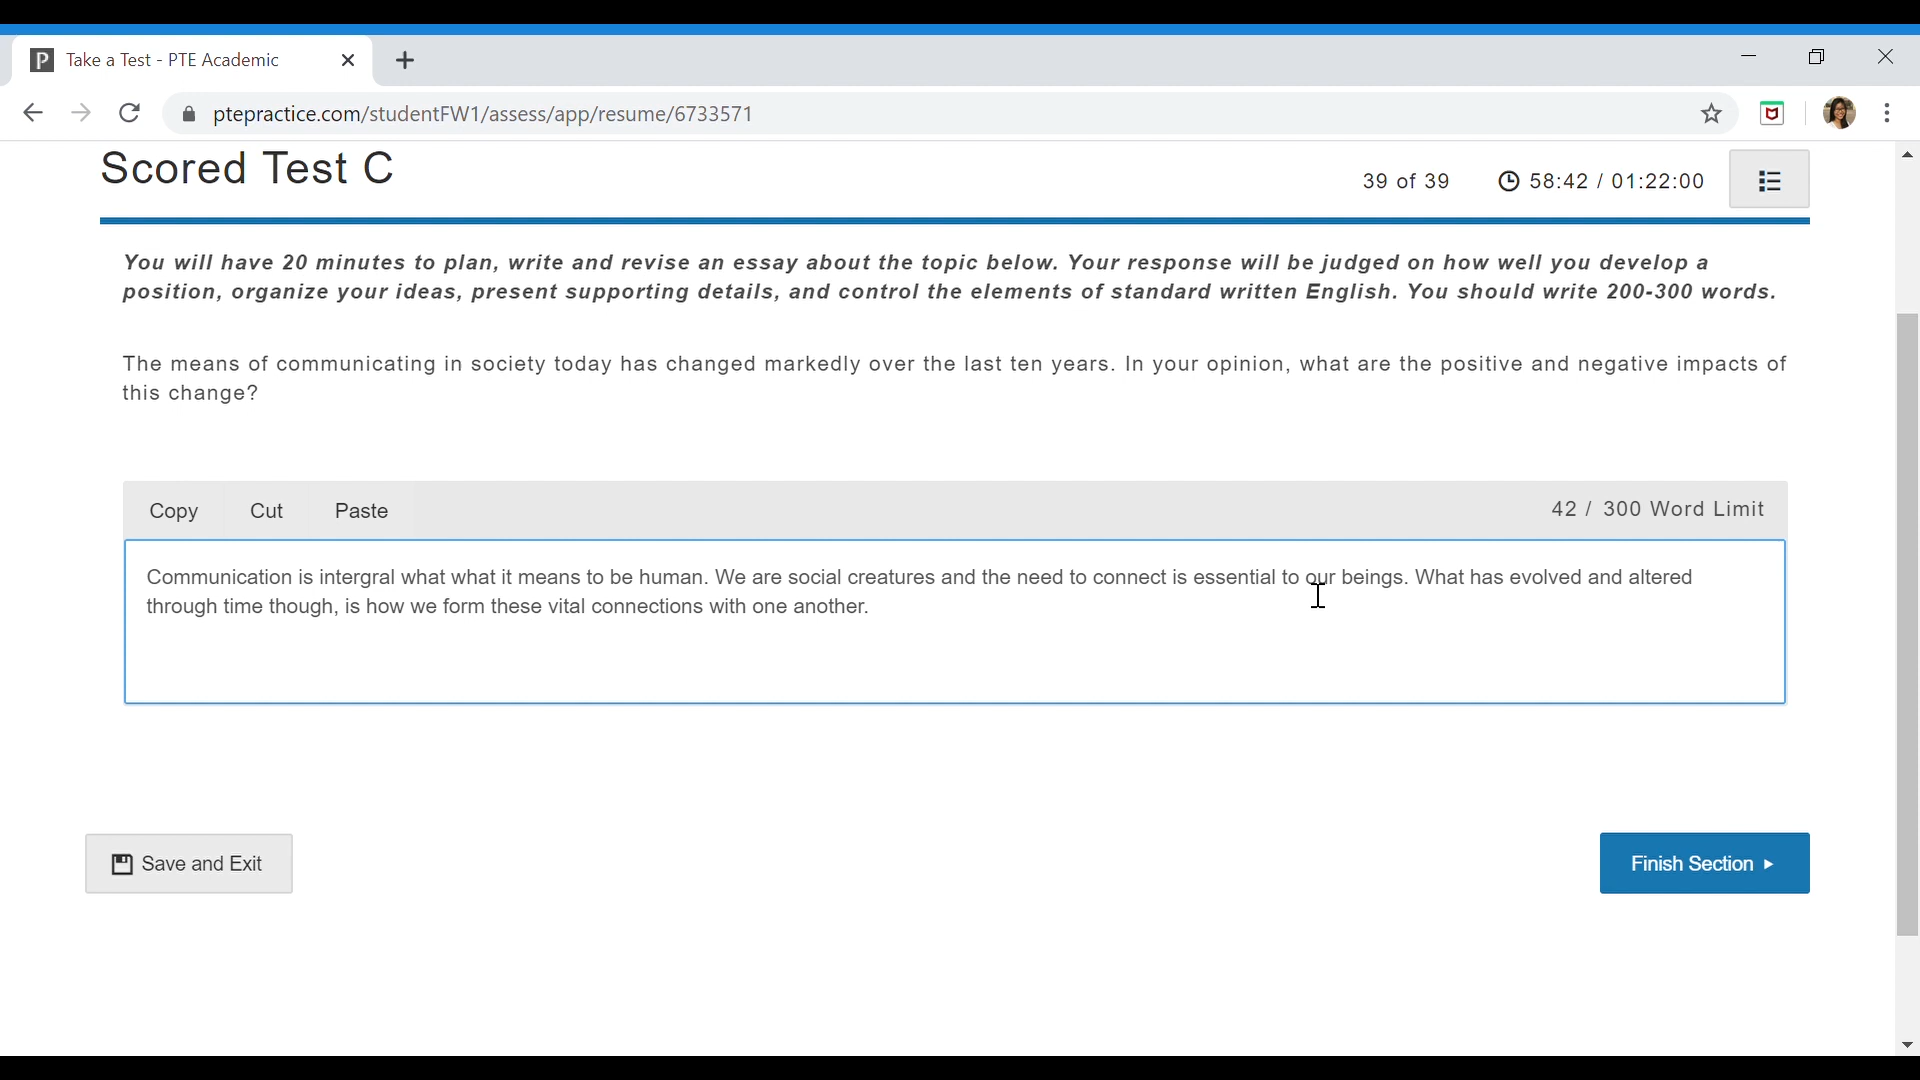 Take a Test - PTE Academic
ptepractice.com/studentFW1/assess/app/resume/6733571
Scored Test C
39 of 39
58:42 / 01:22:00
You will have 20 minutes to plan, write and revise an essay about the topic below. Your response will be judged on how well you develop a
position, organize your ideas, present supporting details, and control the elements of standard written English. You should write 200-300 words.
The means of communicating in society today has changed markedly over the last ten years. In your opinion, what are the positive and negative impacts of
this change?
Copy Cut Paste
42 / 300 Word Limit
Communication is intergral what what it means to be human. We are social creatures and the need to connect is essential to our beings. What has evolved and altered
through time though, is how we form these vital connections with one another.
Save and Exit
Finish Section